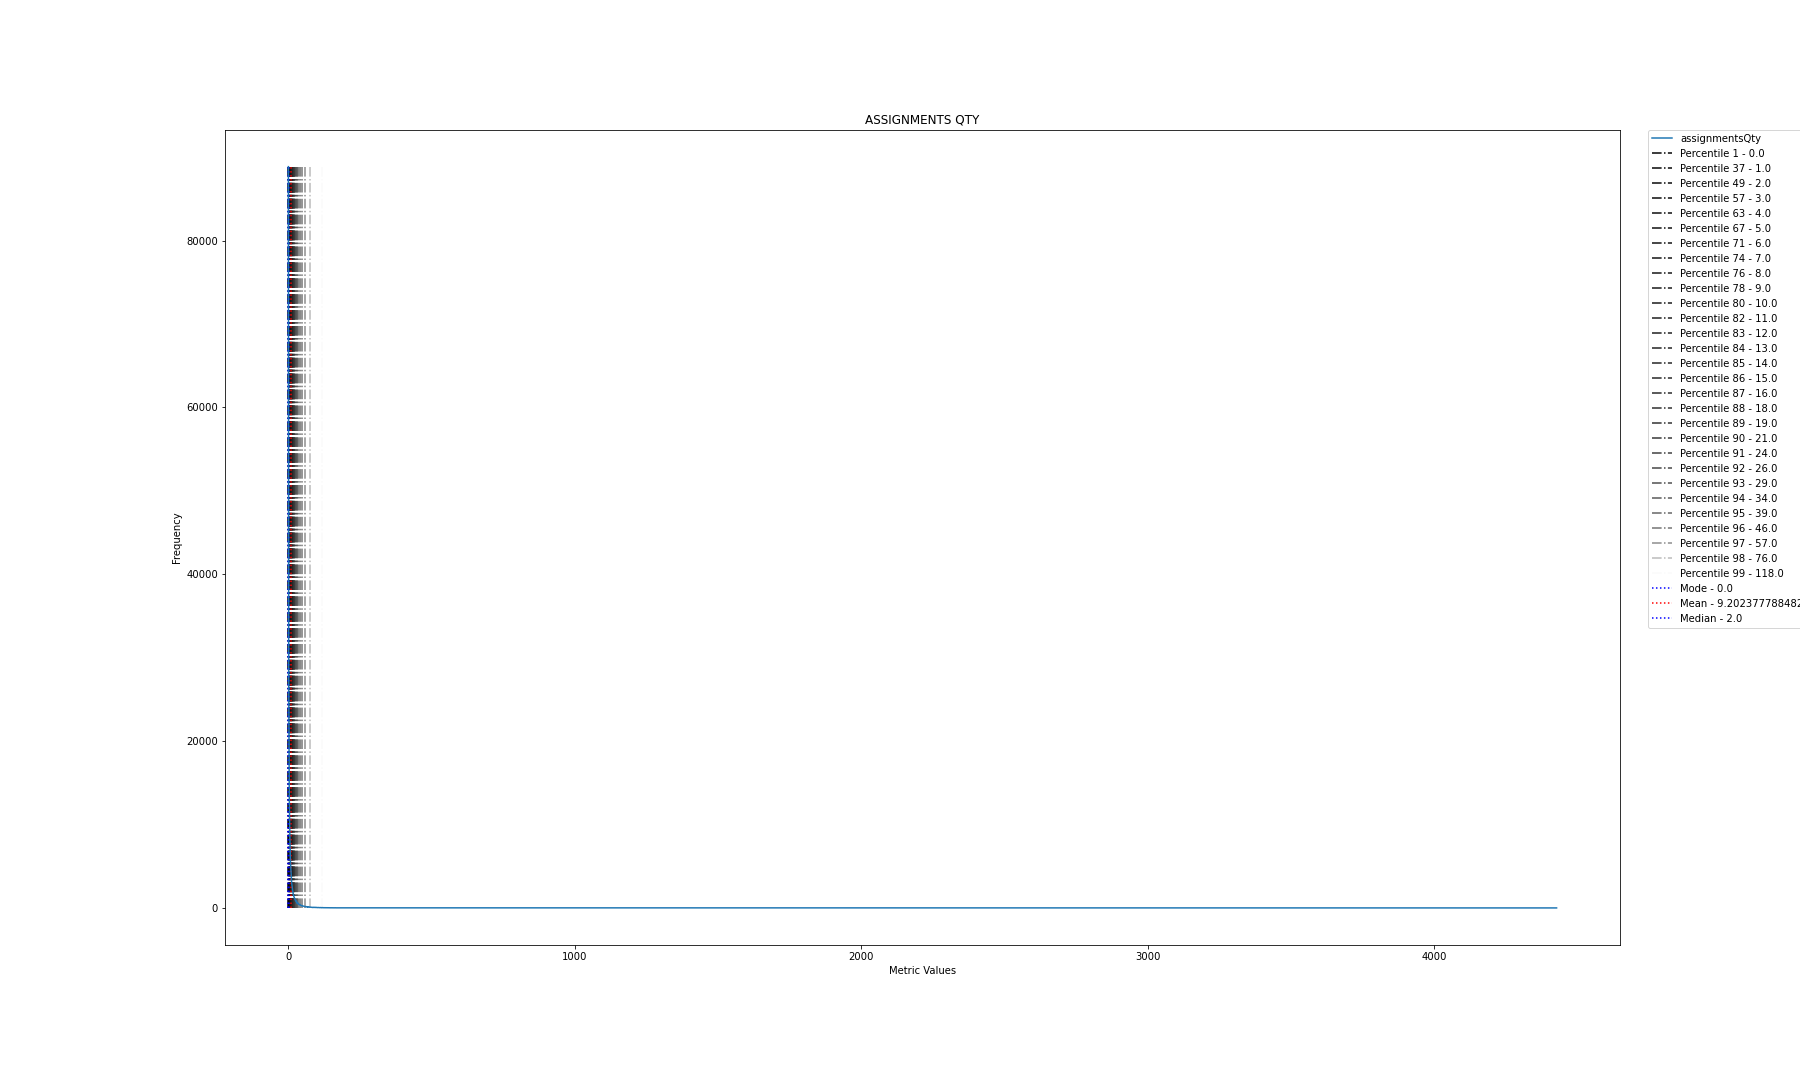 ASSIGNMENTS QTY
80000
60000
40000
20000
0
Frequency
0 1000 2000 3000 4000
Metric Values
assignmentsQty
Percentile 1 - 0.0
Percentile 37 - 1.0
Percentile 49 - 2.0
Percentile 57 - 3.0
Percentile 63 - 4.0
Percentile 67 - 5.0
Percentile 71 - 6.0
Percentile 74 - 7.0
Percentile 76 - 8.0
Percentile 78 - 9.0
Percentile 80 - 10.0
Percentile 82 - 11.0
Percentile 83 - 12.0
Percentile 84 - 13.0
Percentile 85 - 14.0
Percentile 86 - 15.0
Percentile 87 - 16.0
Percentile 88 - 18.0
Percentile 89 - 19.0
Percentile 90 - 21.0
Percentile 91 - 24.0
Percentile 92 - 26.0
Percentile 93 - 29.0
Percentile 94 - 34.0
Percentile 95 - 39.0
Percentile 96 - 46.0
Percentile 97 - 57.0
Percentile 98 - 76.0
Percentile 99 - 118.0
Mode - 0.0
Mean - 9.202377788482
Median - 2.0